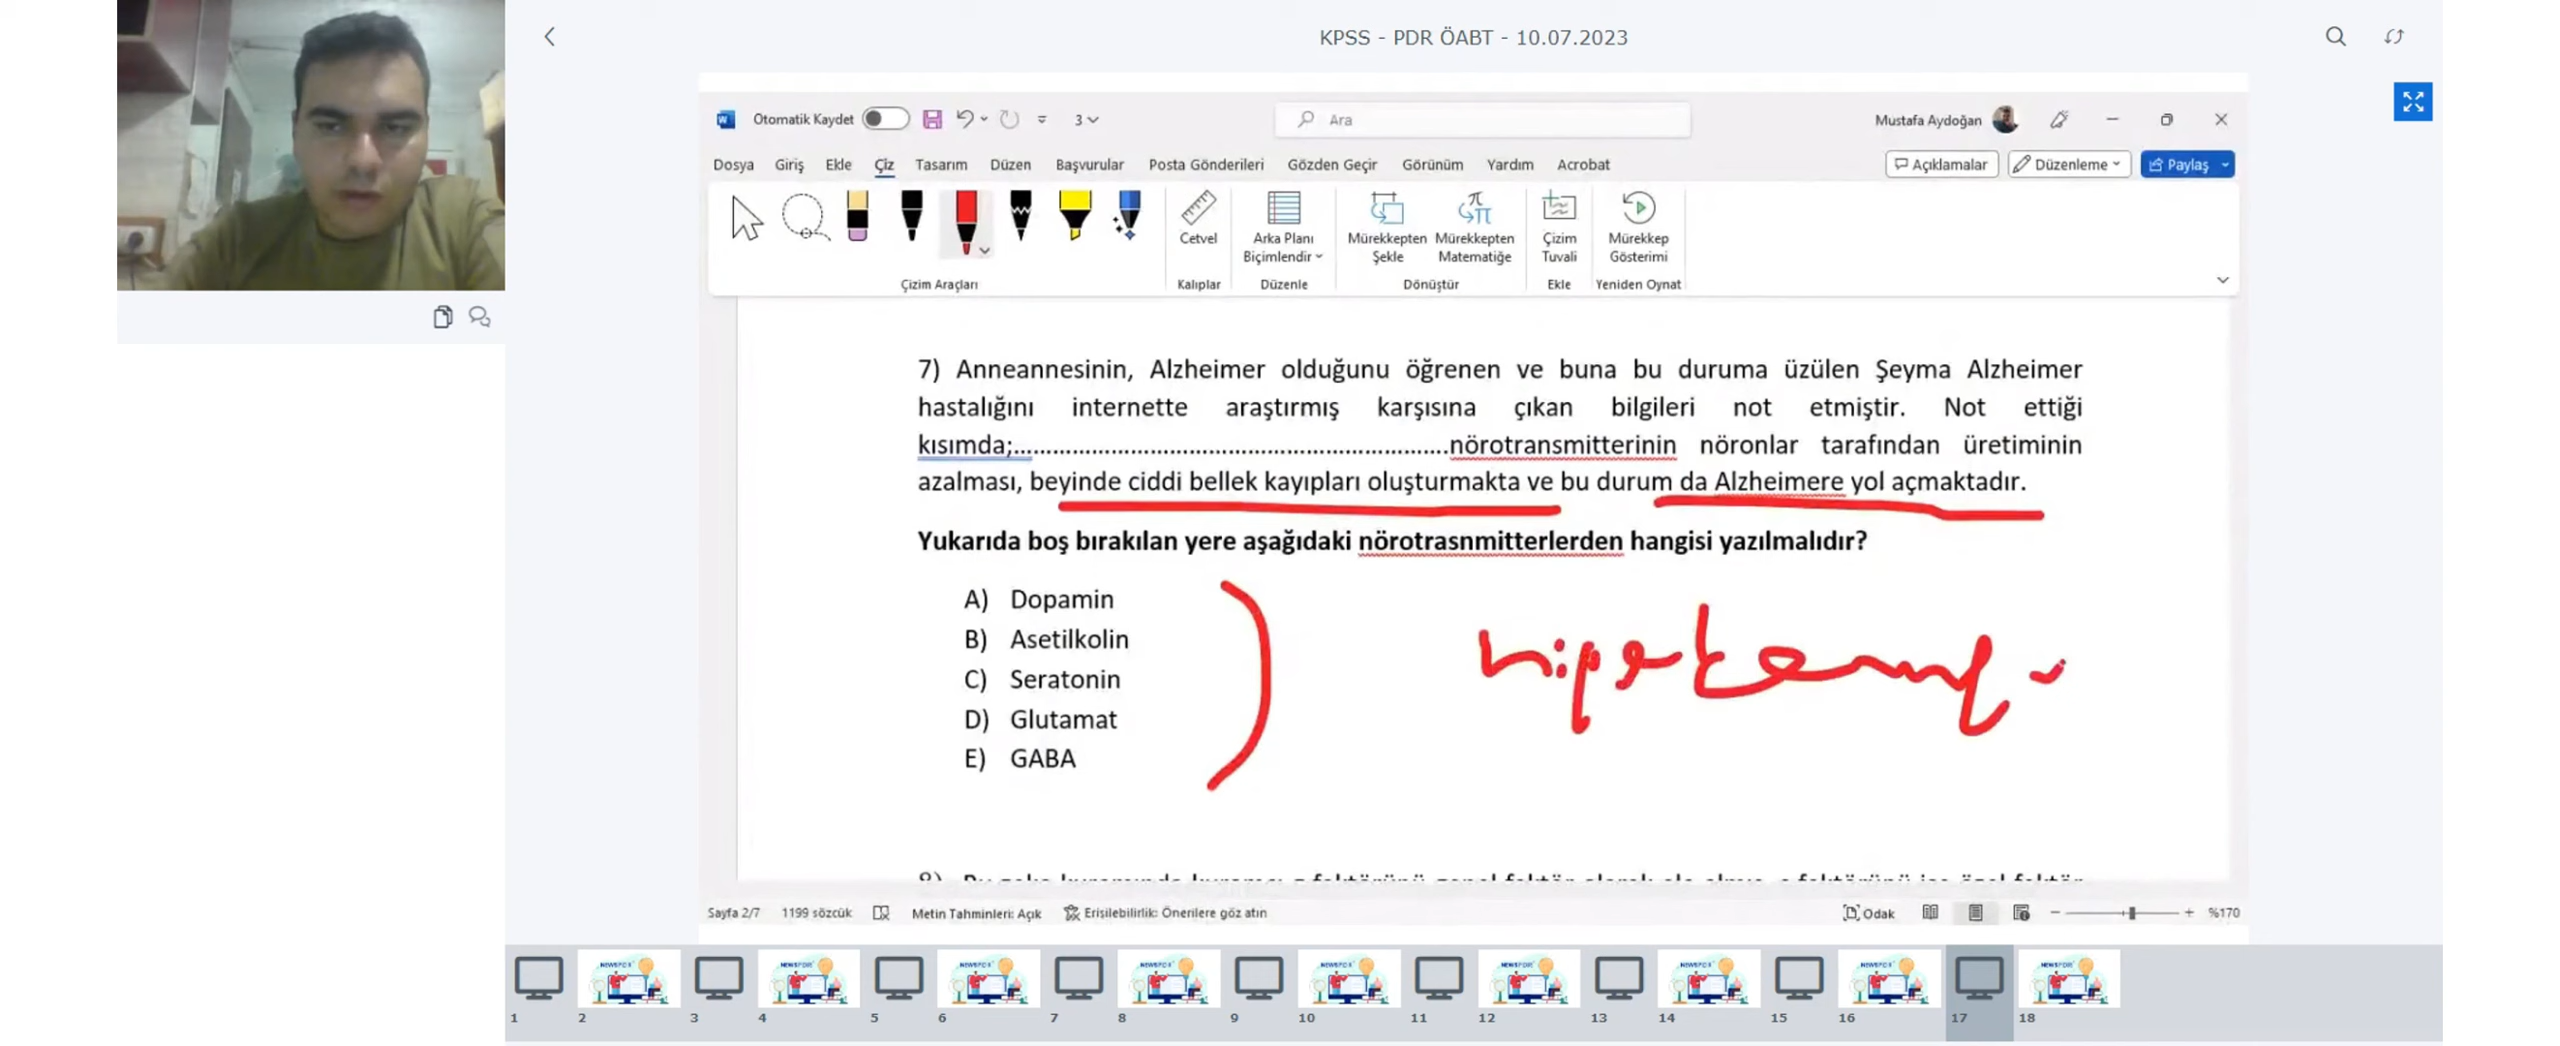 KPSS - PDR ÖABT - 10.07.2023
Otomatik Kaydet
3
Ara
Mustafa Aydoğan
Dosya Giriş Ekle Çiz Tasarım Düzen Başvurular Posta Gönderileri Gözden Geçir Görünüm Yardım Acrobat
Açıklamalar Düzenleme Paylaş
Cetvel
Arka Planı Biçimlendir
Mürekkepten Şekle
Mürekkepten Matematiğe
Çizim Tuvali
Mürekkep Gösterimi
Çizim Araçları Kalıplar Düzenle Dönüştür Ekle Yeniden Oynat
7) Anneannesinin, Alzheimer olduğunu öğrenen ve buna bu duruma üzülen Şeyma Alzheimer
hastalığını internette araştırmış karşısına çıkan bilgileri not etmiştir. Not ettiği
kısımda;……………………………………………………………nörotransmitterinin nöronlar tarafından üretiminin
azalması, beyinde ciddi bellek kayıpları oluşturmakta ve bu durum da Alzheimere yol açmaktadır.
Yukarıda boş bırakılan yere aşağıdaki nörotrasnmitterlerden hangisi yazılmalıdır?
A) Dopamin
B) Asetilkolin
C) Seratonin
D) Glutamat
E) GABA
Sayfa 2/7 1199 sözcük Metin Tahminleri: Açık Erişilebilirlik: Önerilere göz atın
Odak %170
1 2 3 4 5 6 7 8 9 10 11 12 13 14 15 16 17 18